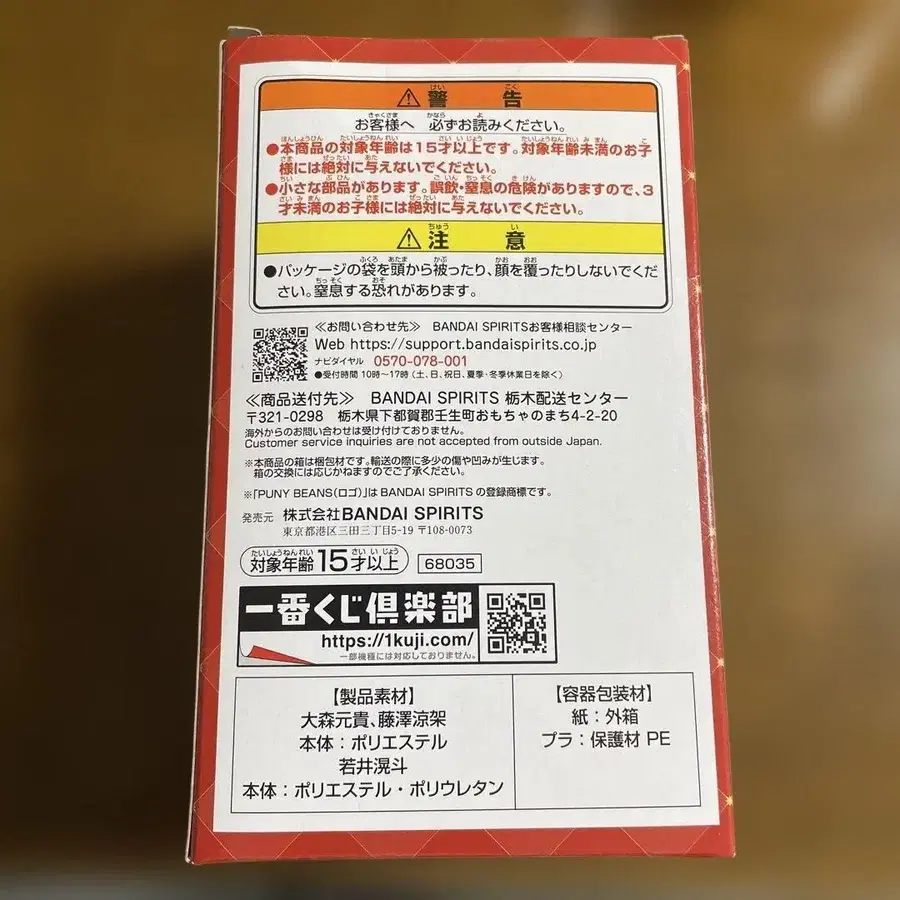 ⚠警告
お客様へ 必ずお読みください。
●本商品の対象年齢は15才以上です。対象年齢未満のお子
様には絶対に与えないでください。
●小さな部品があります。誤飲・窒息の危険がありますので、3
才未満のお子様には絶対に与えないでください。
⚠注意
●パッケージの袋を頭から被ったり、顔を覆ったりしないでくだ
さい。窒息する恐れがあります。
≪お問い合わせ先≫ BANDAI SPIRITSお客様相談センター
Web https://support.bandaispirits.co.jp
ナビダイヤル 0570-078-001
●受付時間 10時〜17時(土、日、祝日、夏季・冬季休業日を除く)
≪商品送付先≫ BANDAI SPIRITS 栃木配送センター
〒321-0298 栃木県下都賀郡壬生町おもちゃのまち4-2-20
海外からのお問い合わせは受け付けておりません。
Customer service inquiries are not accepted from outside Japan.
※本商品の箱は梱包材です。輸送の際に多少の傷や凹みが生じます。
箱の交換には応じかねますのでご了承ください。
※「PUNY BEANS(ロゴ)」はBANDAI SPIRITSの登録商標です。
発売元 株式会社BANDAI SPIRITS
東京都港区三田三丁目5-19 〒108-0073
対象年齢15才以上 68035
一番くじ倶楽部
https://1kuji.com/
一部機種には対応しておりません。
【製品素材】
大森元貴、藤澤涼架
本体：ポリエステル
若井滉斗
本体：ポリエステル・ポリウレタン
【容器包装材】
紙：外箱
プラ：保護材 PE